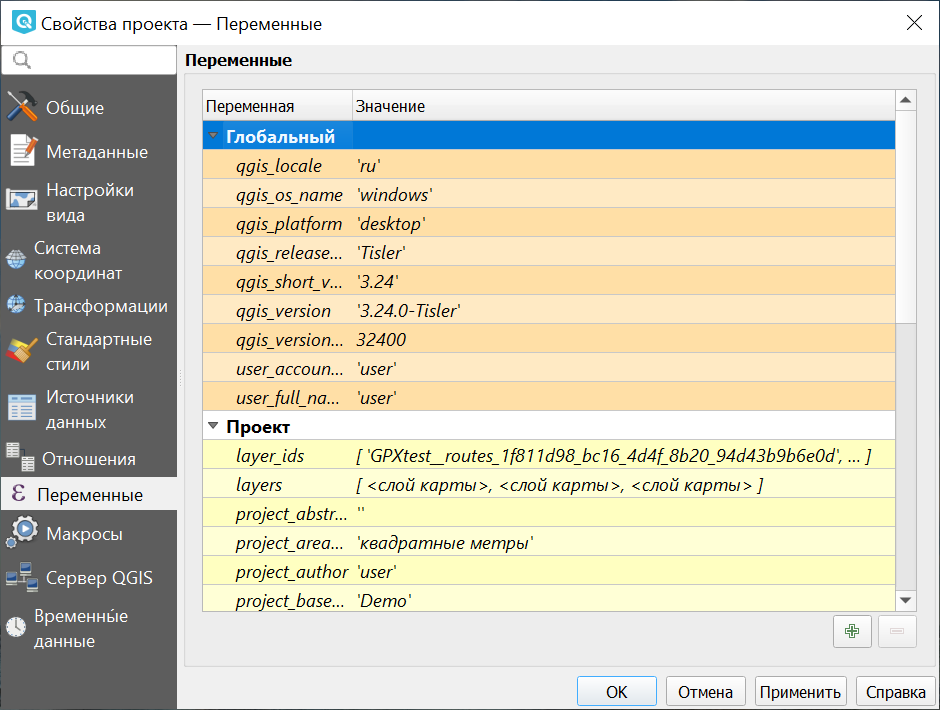 Свойства проекта — Переменные
Общие
Метаданные
Настройки
вида
Система
координат
Трансформации
Стандартные
стили
Источники
данных
Отношения
Переменные
Макросы
Сервер QGIS
Временны́е
данные
Переменные
Переменная Значение
Глобальный
qgis_locale 'ru'
qgis_os_name 'windows'
qgis_platform 'desktop'
qgis_release... 'Tisler'
qgis_short_v... '3.24'
qgis_version '3.24.0-Tisler'
qgis_version... 32400
user_accoun... 'user'
user_full_na... 'user'
Проект
layer_ids [ 'GPXtest__routes_1f811d98_bc16_4d4f_8b20_94d43b9b6e0d', ... ]
layers [ <слой карты>, <слой карты>, <слой карты> ]
project_abstr... ''
project_area... 'квадратные метры'
project_author 'user'
project_base... 'Demo'
OK Отмена Применить Справка